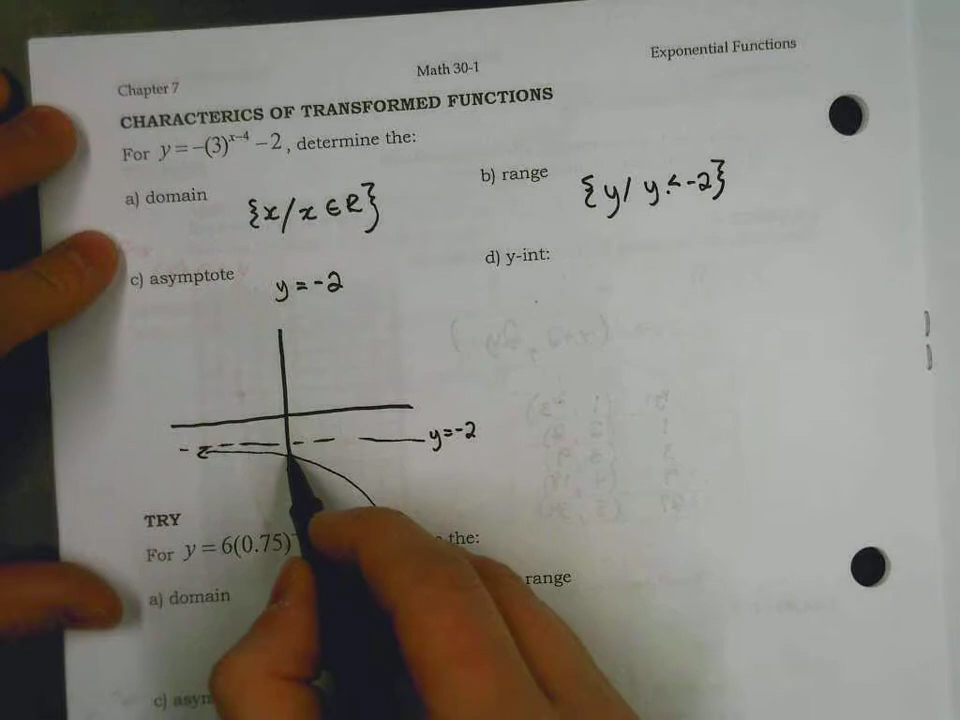 Chapter 7 Math 30-1 Exponential Functions
CHARACTERICS OF TRANSFORMED FUNCTIONS
For y = -(3)^{x-4} - 2, determine the:
a) domain {x/x ∈ R} b) range {y/ y < -2}
c) asymptote y = -2 d) y-int:
y = -2
TRY
For y = 6(0.75) the:
a) domain range
c)